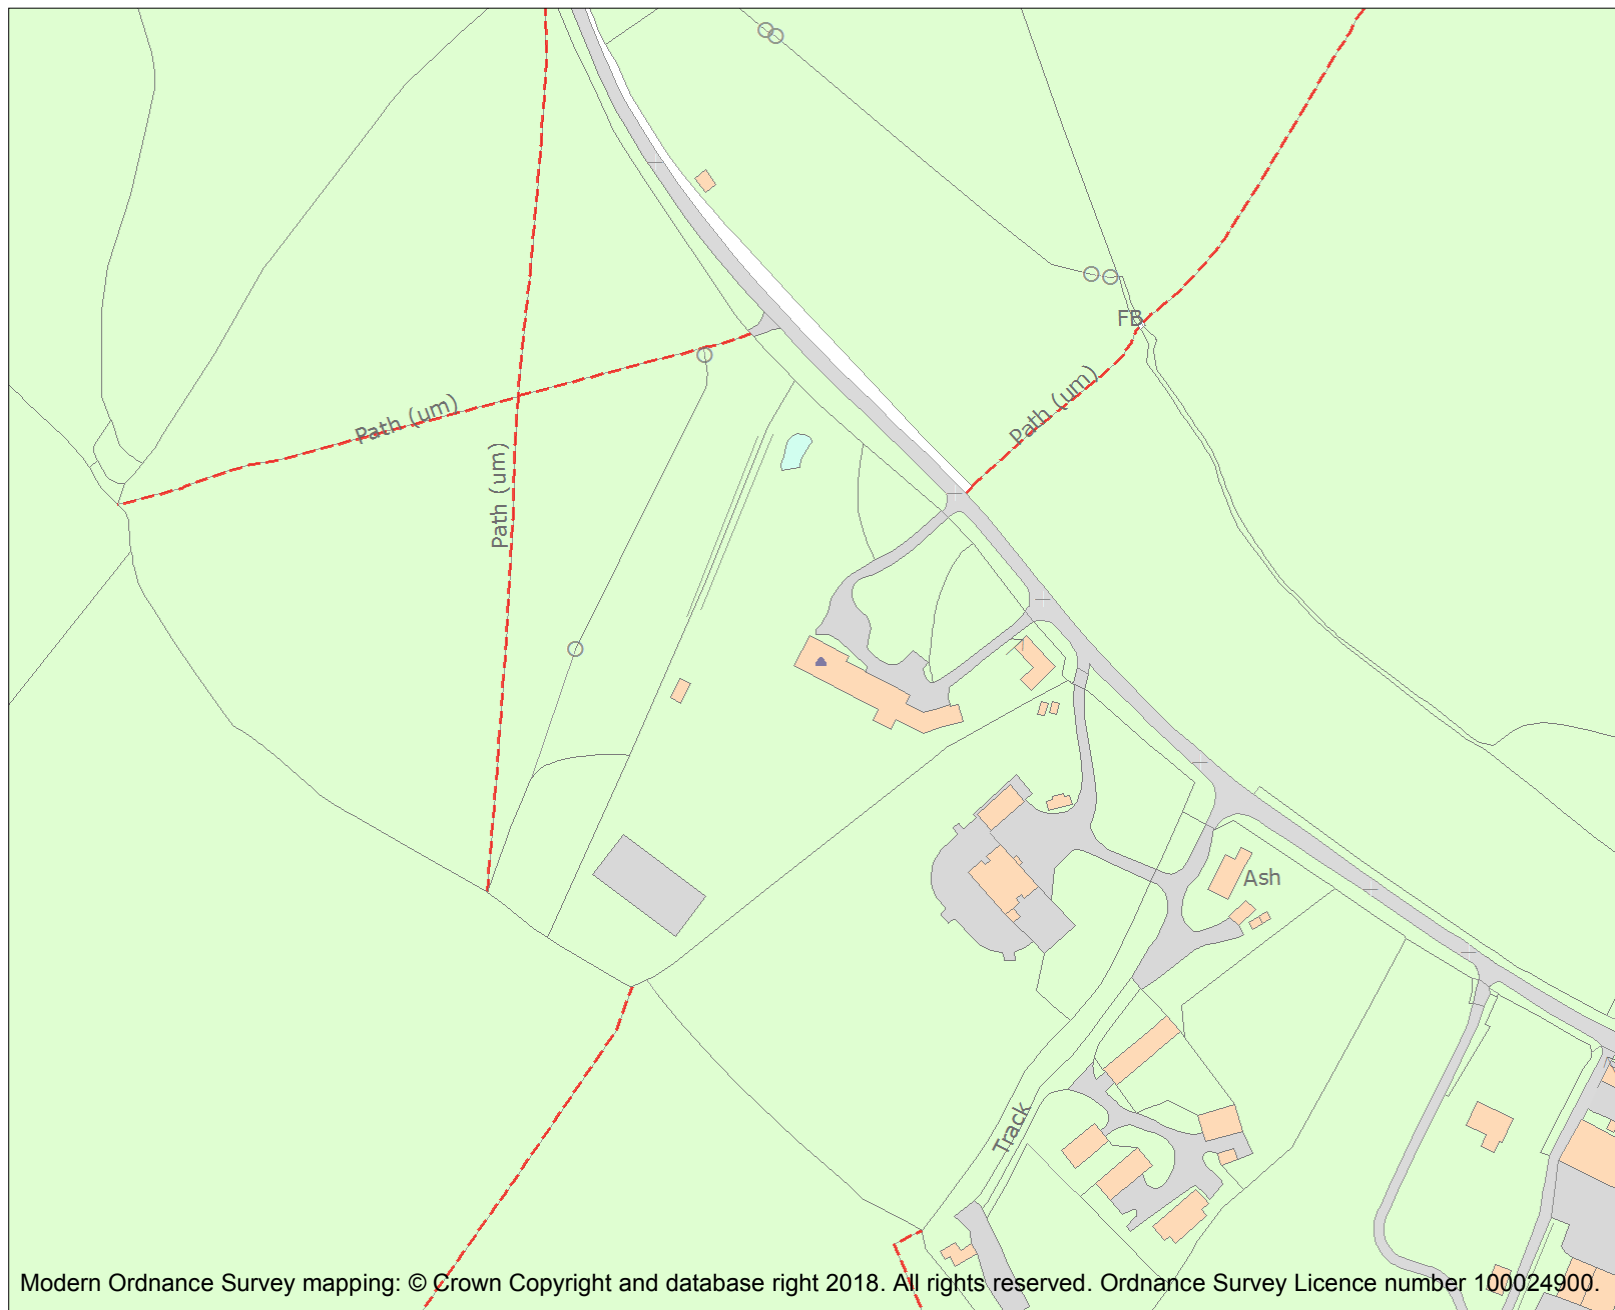 FB
Path (um)
Path (um)
Path (um)
Ash
Track
Modern Ordnance Survey mapping: © Crown Copyright and database right 2018. All rights reserved. Ordnance Survey Licence number 100024900.